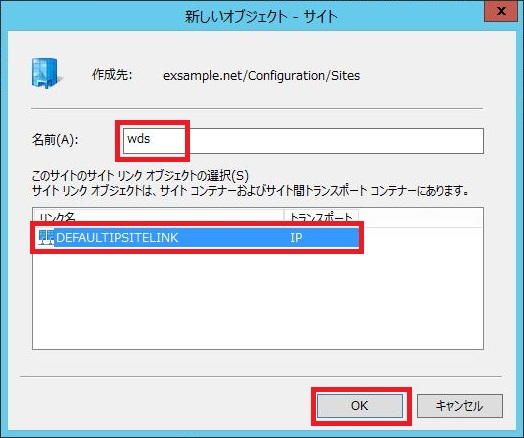 新しいオブジェクト - サイト
x
作成先: exsample.net/Configuration/Sites
名前(A): wds
このサイトのサイト リンク オブジェクトの選択(S)
サイト リンク オブジェクトは、サイト コンテナーおよびサイト間トランスポート コンテナーにあります。
リンク名 トランスポート
DEFAULTIPSITELINK IP
OK キャンセル